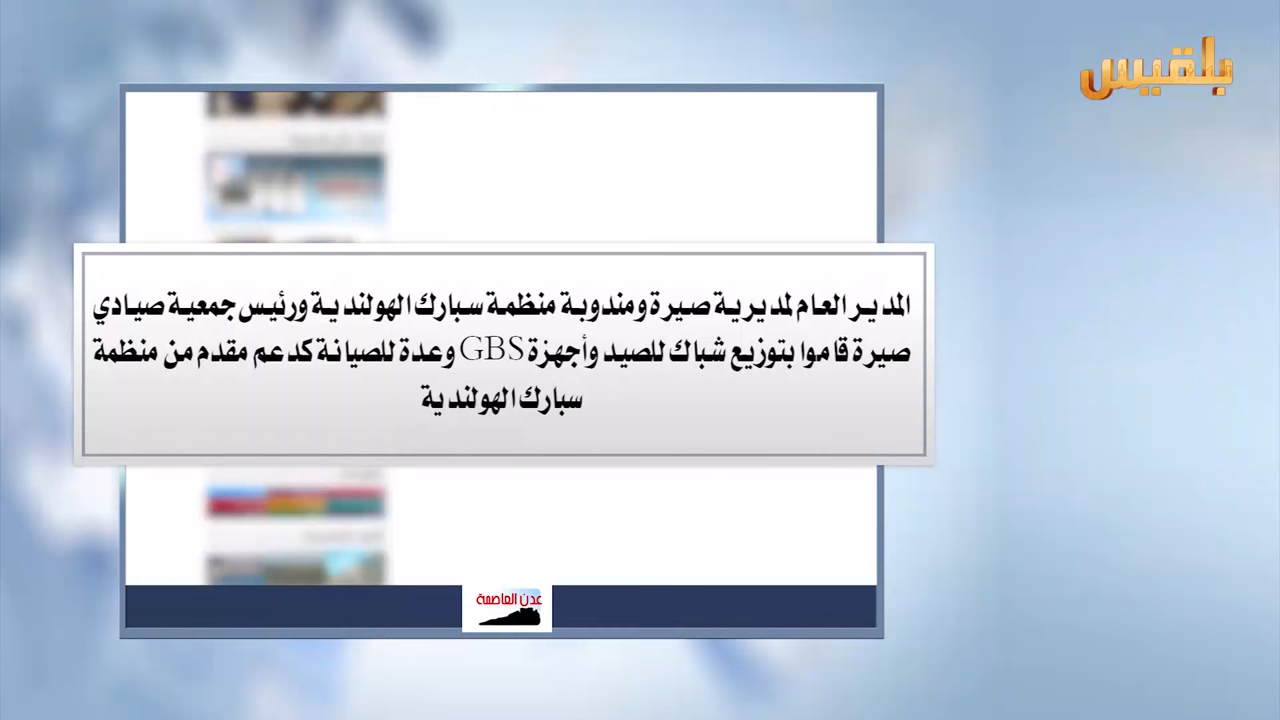 بلقيس
المدير العام لمديرية صيرة ومندوبة منظمة سبارك الهولندية ورئيس جمعية صيادي
صيرة قاموا بتوزيع شباك للصيد وأجهزة GBS وعدة للصيانة كدعم مقدم من منظمة
سبارك الهولندية
عدن العاصمة